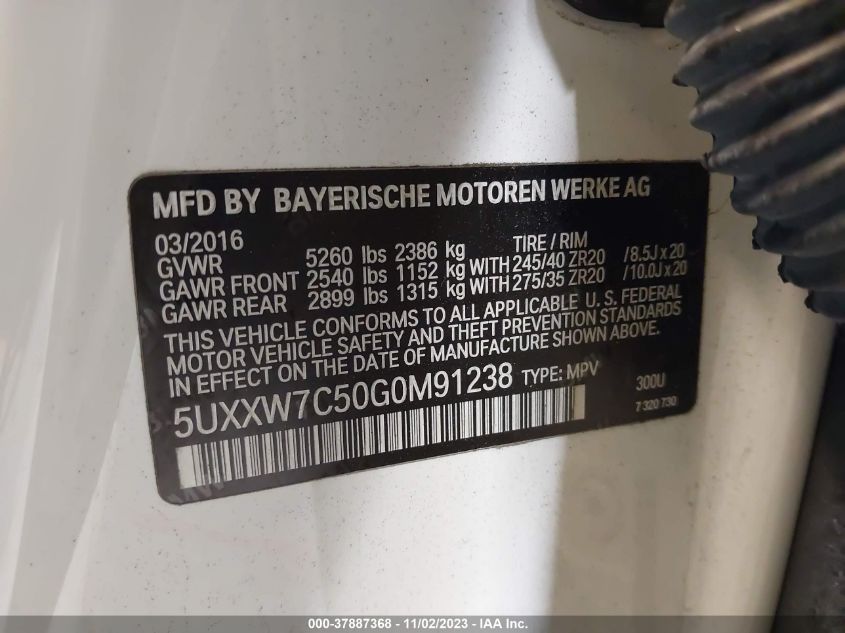 MFD BY BAYERISCHE MOTOREN WERKE AG
03/2016 TIRE / RIM
GVWR 5260 lbs 2386 kg
GAWR FRONT 2540 lbs 1152 kg WITH 245/40 ZR20 /8.5J x 20
GAWR REAR 2899 lbs 1315 kg WITH 275/35 ZR20 /10.0J x 20
THIS VEHICLE CONFORMS TO ALL APPLICABLE U.S. FEDERAL
MOTOR VEHICLE SAFETY AND THEFT PREVENTION STANDARDS
IN EFFECT ON THE DATE OF MANUFACTURE SHOWN ABOVE.
5UXXW7C50G0M91238 TYPE: MPV 300U
7 320 730
000-37887368 - 11/02/2023 - IAA Inc.